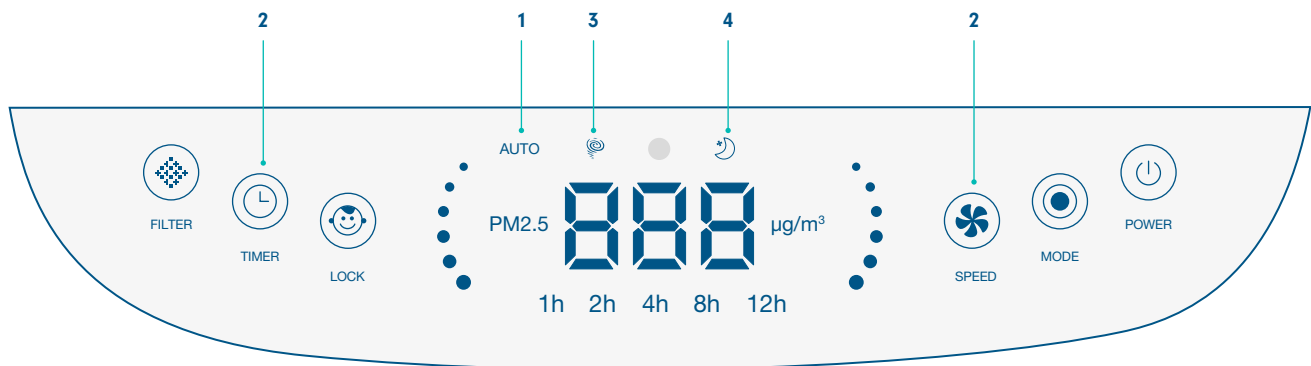 2 1 3 4 2
AUTO
FILTER
TIMER
LOCK
PM2.5 888 µg/m³
1h 2h 4h 8h 12h
SPEED
MODE
POWER